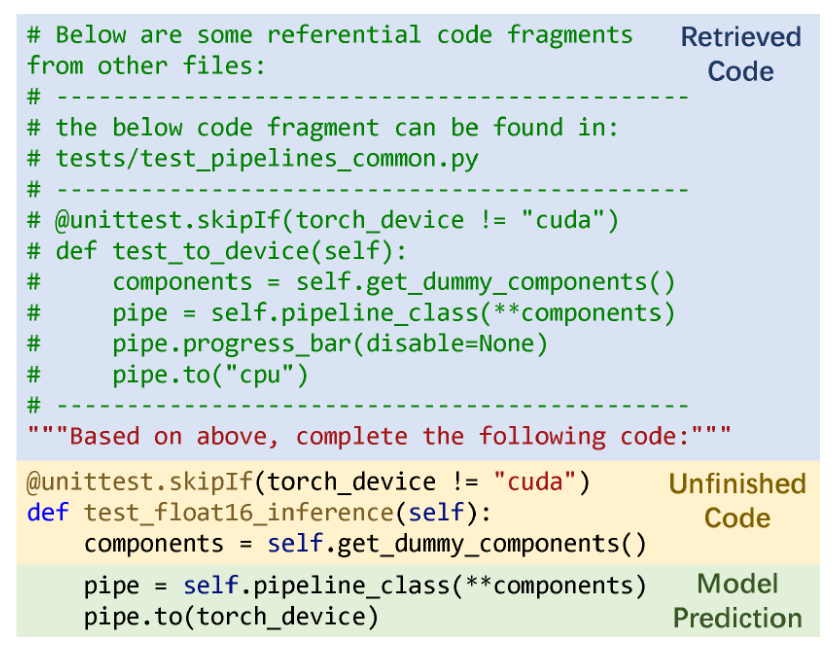 # Below are some referential code fragments
from other files:
Retrieved
Code
# ---------------------------------------------
# the below code fragment can be found in:
# tests/test_pipelines_common.py
# ---------------------------------------------
# @unittest.skipIf(torch_device != "cuda")
# def test_to_device(self):
#     components = self.get_dummy_components()
#     pipe = self.pipeline_class(**components)
#     pipe.progress_bar(disable=None)
#     pipe.to("cpu")
# ---------------------------------------------
"""Based on above, complete the following code:"""
@unittest.skipIf(torch_device != "cuda")
def test_float16_inference(self):
    components = self.get_dummy_components()
Unfinished
Code
    pipe = self.pipeline_class(**components)
    pipe.to(torch_device)
Model
Prediction